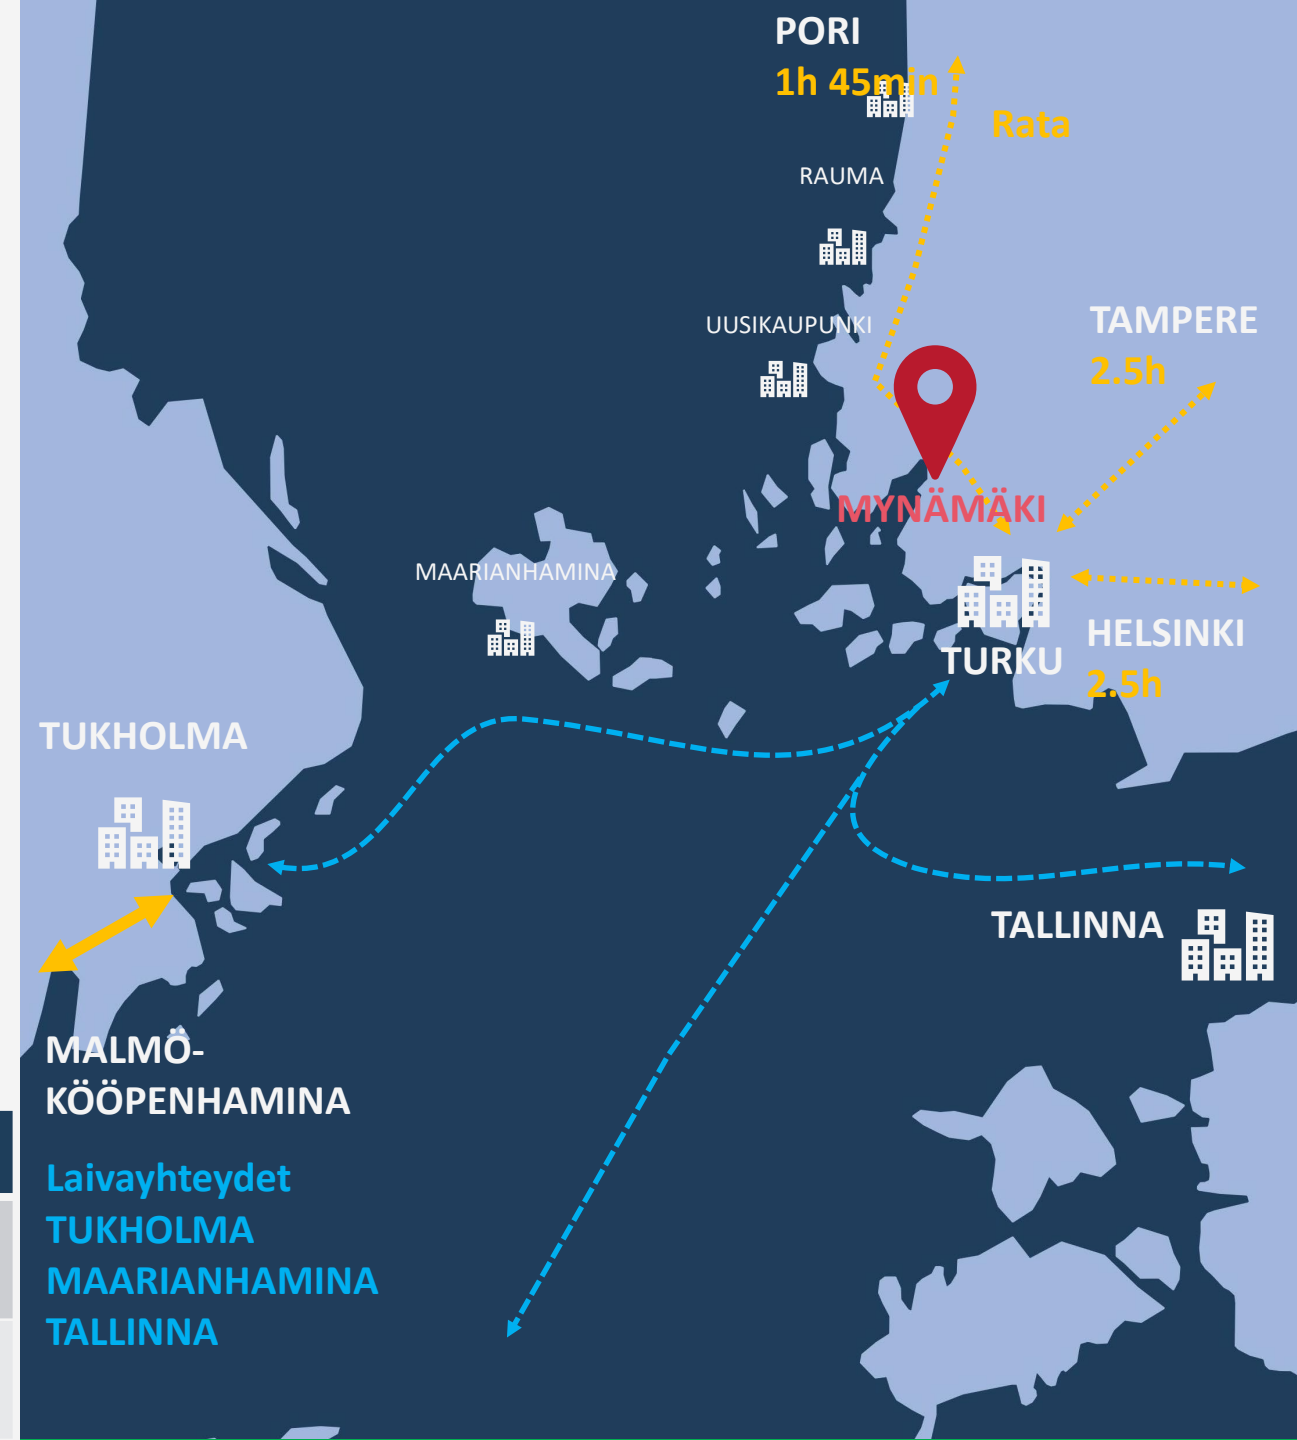 PORI
1h 45min
Rata
RAUMA
UUSIKAUPUNKI
TAMPERE
2.5h
MYNÄMÄKI
MAARIANHAMINA
HELSINKI
TURKU
2.5h
TUKHOLMA
TALLINNA
MALMÖ-
KÖÖPENHAMINA
Laivayhteydet
TUKHOLMA
MAARIANHAMINA
TALLINNA